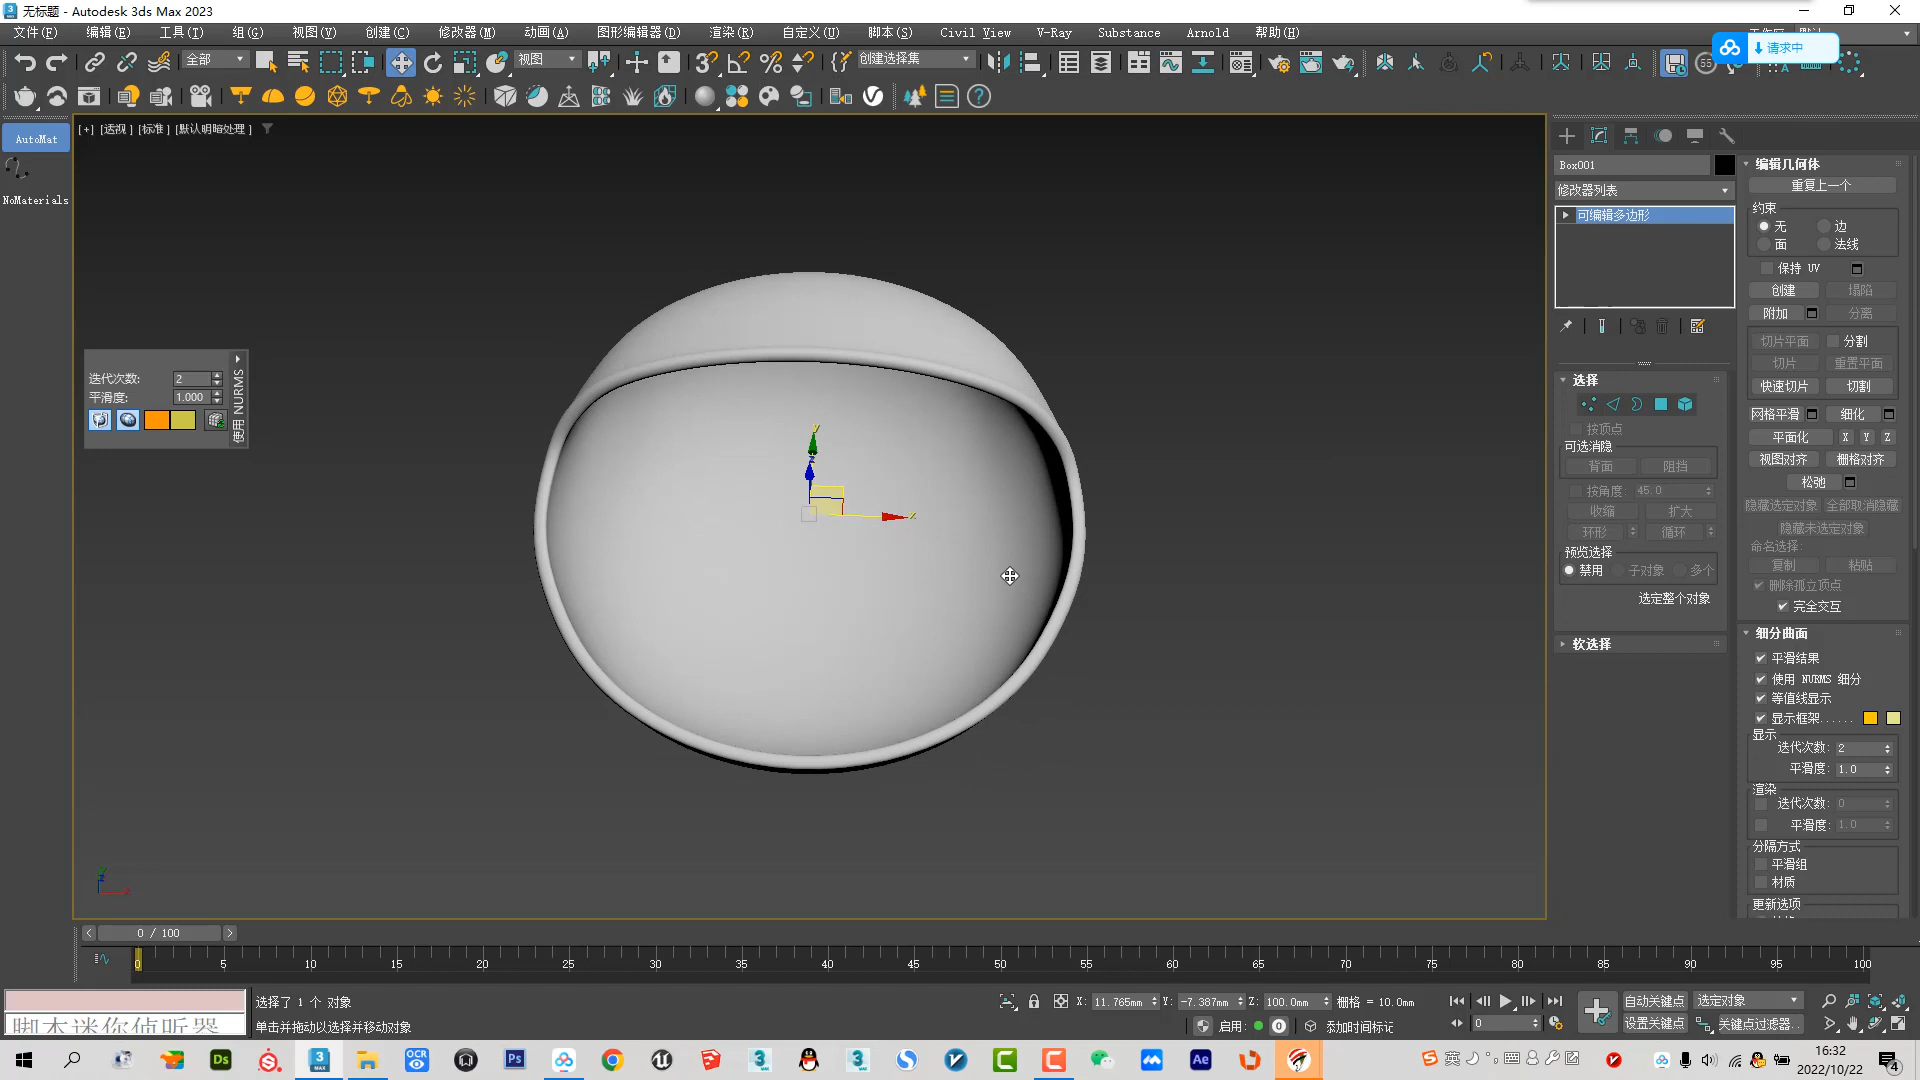 无标题 - Autodesk 3ds Max 2023
文件(F) 编辑(E) 工具(T) 组(G) 视图(V) 创建(C) 修改器(M) 动画(A) 图形编辑器(D) 渲染(R) 自定义(U) 脚本(S) Civil View V-Ray Substance Arnold 帮助(H)
请求中
全部 视图 创建选择集
AutoMat
NoMaterials
[+] [透视] [标准] [默认明暗处理]
迭代次数: 2
平滑度: 1.000
使用 NURMS
y
z
x
Box001
修改器列表
可编辑多边形
选择
按顶点
可选消隐
背面 阻挡
按角度: 45.0
收缩 扩大
环形 循环
预览选择
禁用 子对象 多个
选定整个对象
软选择
编辑几何体
重复上一个
约束
无 边
面 法线
保持 UV
创建 塌陷
附加 分离
切片平面 分割
切片 重置平面
快速切片 切割
网格平滑 细化
平面化 X Y Z
视图对齐 栅格对齐
松弛
隐藏选定对象 全部取消隐藏
隐藏未选定对象
命名选择:
复制 粘贴
删除孤立顶点
完全交互
细分曲面
平滑结果
使用 NURMS 细分
等值线显示
显示框架......
显示
迭代次数: 2
平滑度: 1.0
渲染
迭代次数: 0
平滑度: 1.0
分隔方式
平滑组
材质
更新选项
0 / 100
0 5 10 15 20 25 30 35 40 45 50 55 60 65 70 75 80 85 90 95 100
选择了 1 个 对象
X: 11.765mm Y: -7.387mm Z: 100.0mm 栅格 = 10.0mm
自动关键点 选定对象
脚本迷你侦听器
单击并拖动以选择并移动对象
启用: 0 添加时间标记
0
设置关键点 关键点过滤器...
英
16:32
2022/10/22
4